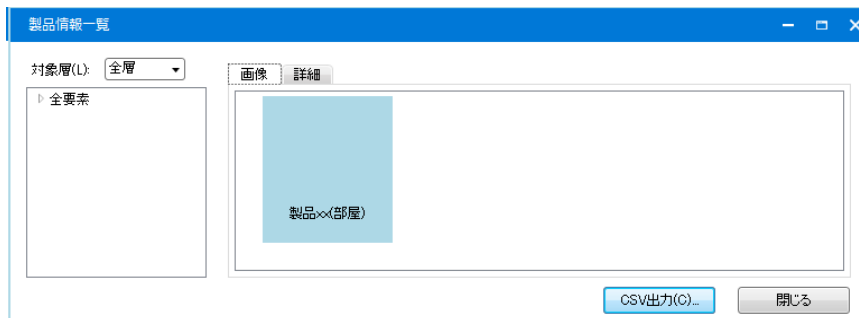 製品情報一覧
対象層(L): 全層
全要素
画像
詳細
製品xx(部屋)
CSV出力(C)...
閉じる